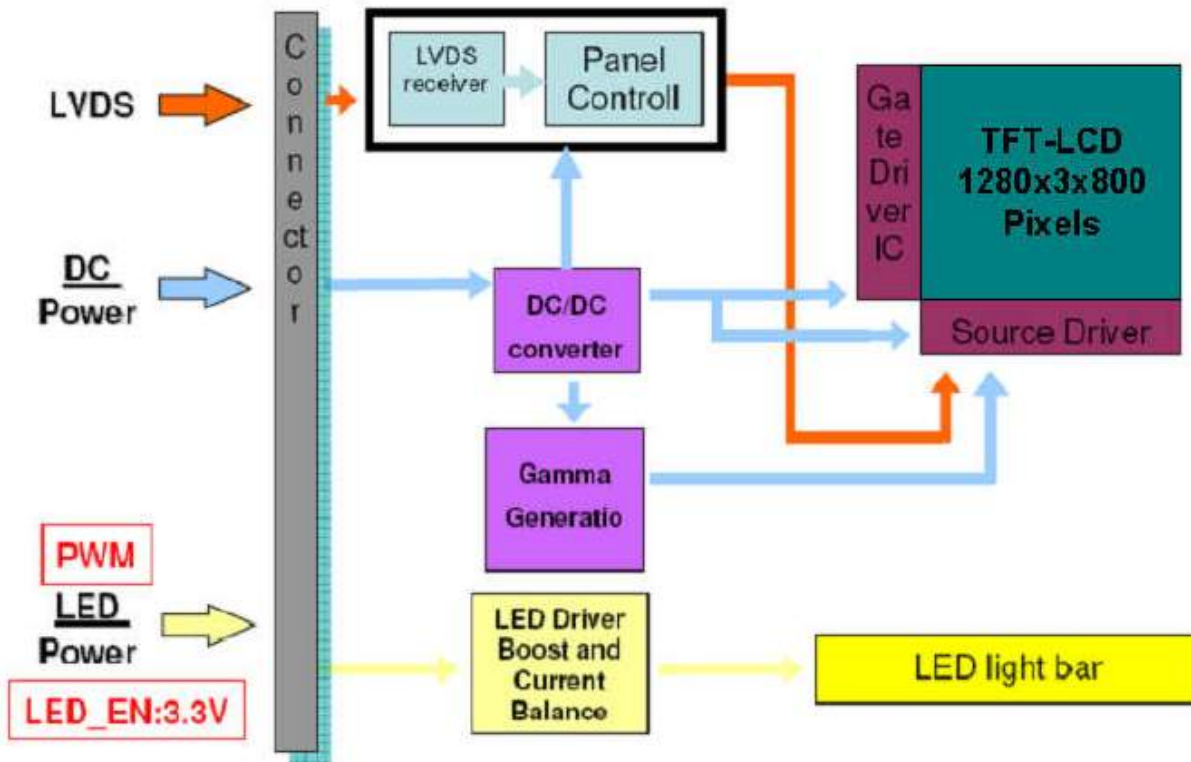 LVDS
DC
Power
PWM
LED
Power
LED_EN:3.3V
Connector
LVDS
receiver
Panel
Controll
DC/DC
converter
Gamma
Generatio
LED Driver
Boost and
Current
Balance
Ga
te
Dri
ver
IC
TFT-LCD
1280x3x800
Pixels
Source Driver
LED light bar